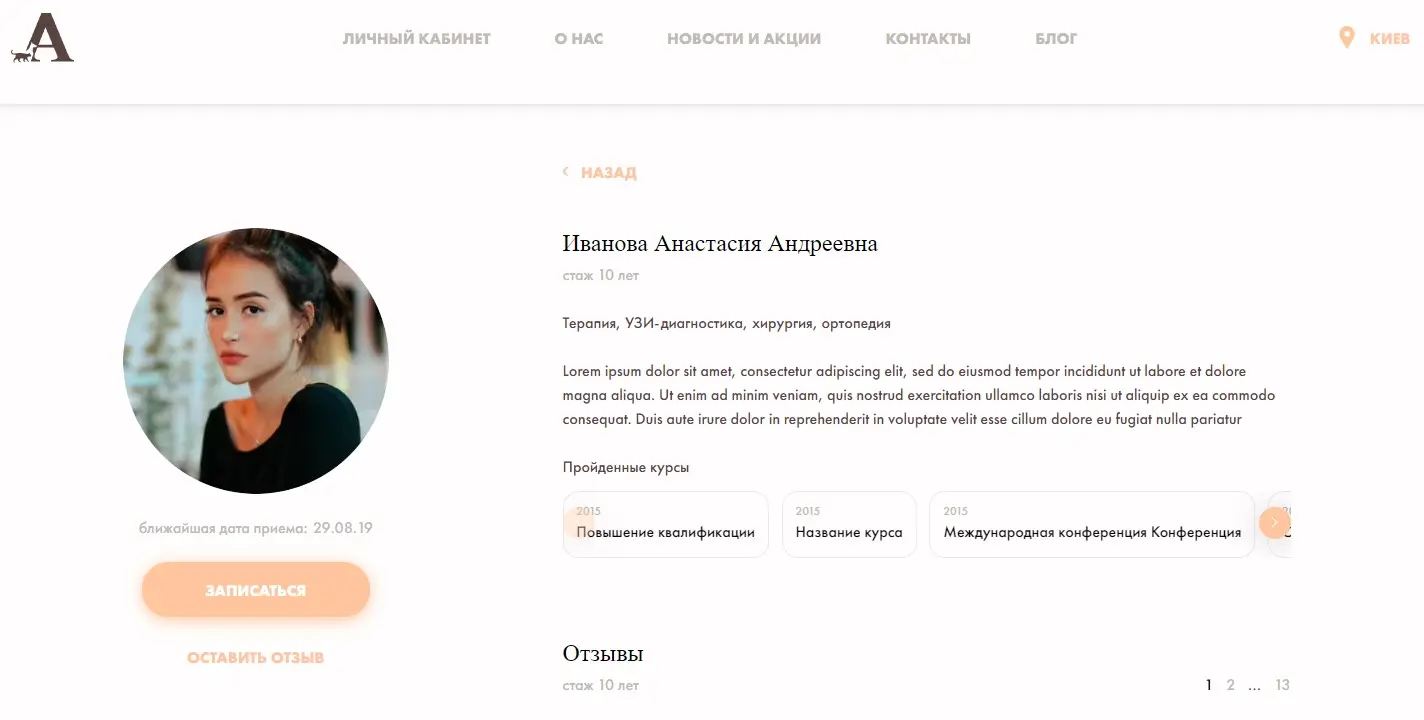 A
ЛИЧНЫЙ КАБИНЕТ
О НАС
НОВОСТИ И АКЦИИ
КОНТАКТЫ
БЛОГ
КИЕВ
НАЗАД
Иванова Анастасия Андреевна
стаж 10 лет
Терапия, УЗИ-диагностика, хирургия, ортопедия
Lorem ipsum dolor sit amet, consectetur adipiscing elit, sed do eiusmod tempor incididunt ut labore et dolore
magna aliqua. Ut enim ad minim veniam, quis nostrud exercitation ullamco laboris nisi ut aliquip ex ea commodo
consequat. Duis aute irure dolor in reprehenderit in voluptate velit esse cillum dolore eu fugiat nulla pariatur
Пройденные курсы
2015
Повышение квалификации
2015
Название курса
2015
Международная конференция Конференция
ближайшая дата приема: 29.08.19
ЗАПИСАТЬСЯ
ОСТАВИТЬ ОТЗЫВ
Отзывы
стаж 10 лет
1 2 ... 13